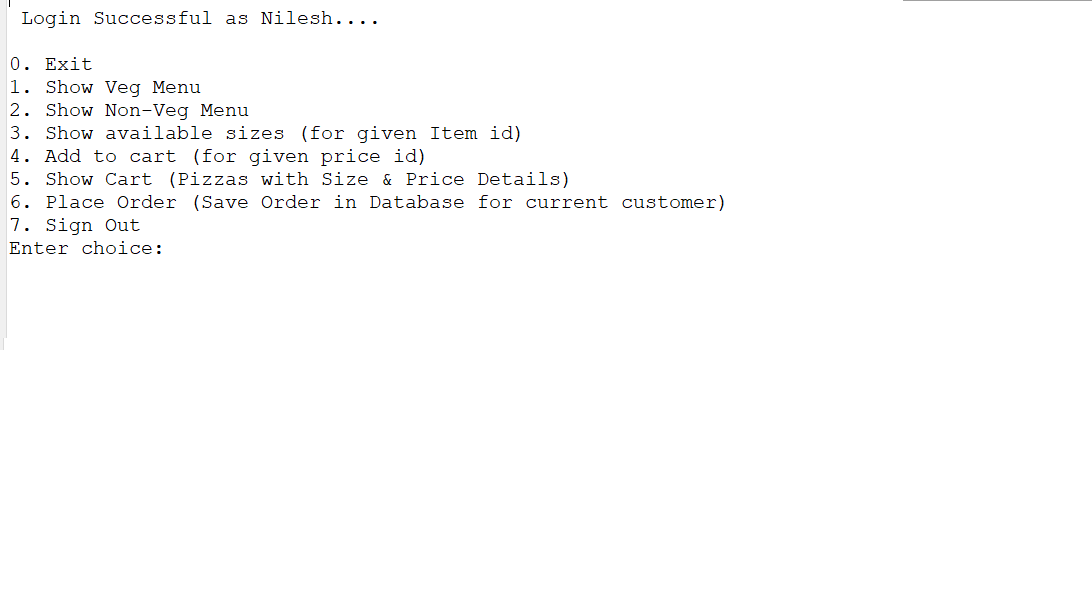 Login Successful as Nilesh....
0. Exit
1. Show Veg Menu
2. Show Non-Veg Menu
3. Show available sizes (for given Item id)
4. Add to cart (for given price id)
5. Show Cart (Pizzas with Size & Price Details)
6. Place Order (Save Order in Database for current customer)
7. Sign Out
Enter choice: